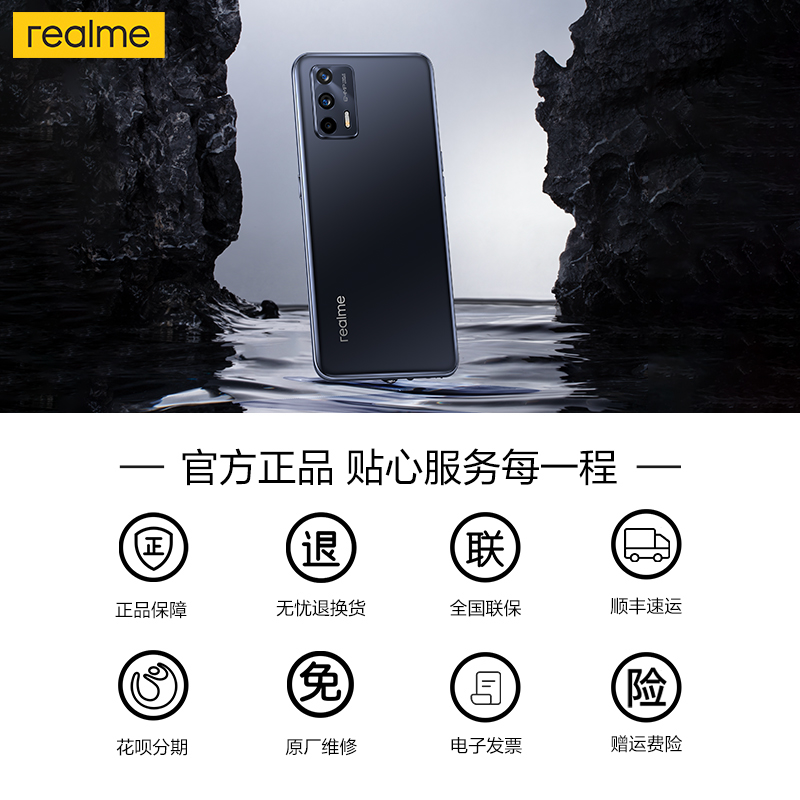 realme
realme
官方正品 贴心服务每一程
正 退 联
正品保障 无忧退换货 全国联保 顺丰速运
免 险
花呗分期 原厂维修 电子发票 赠运费险